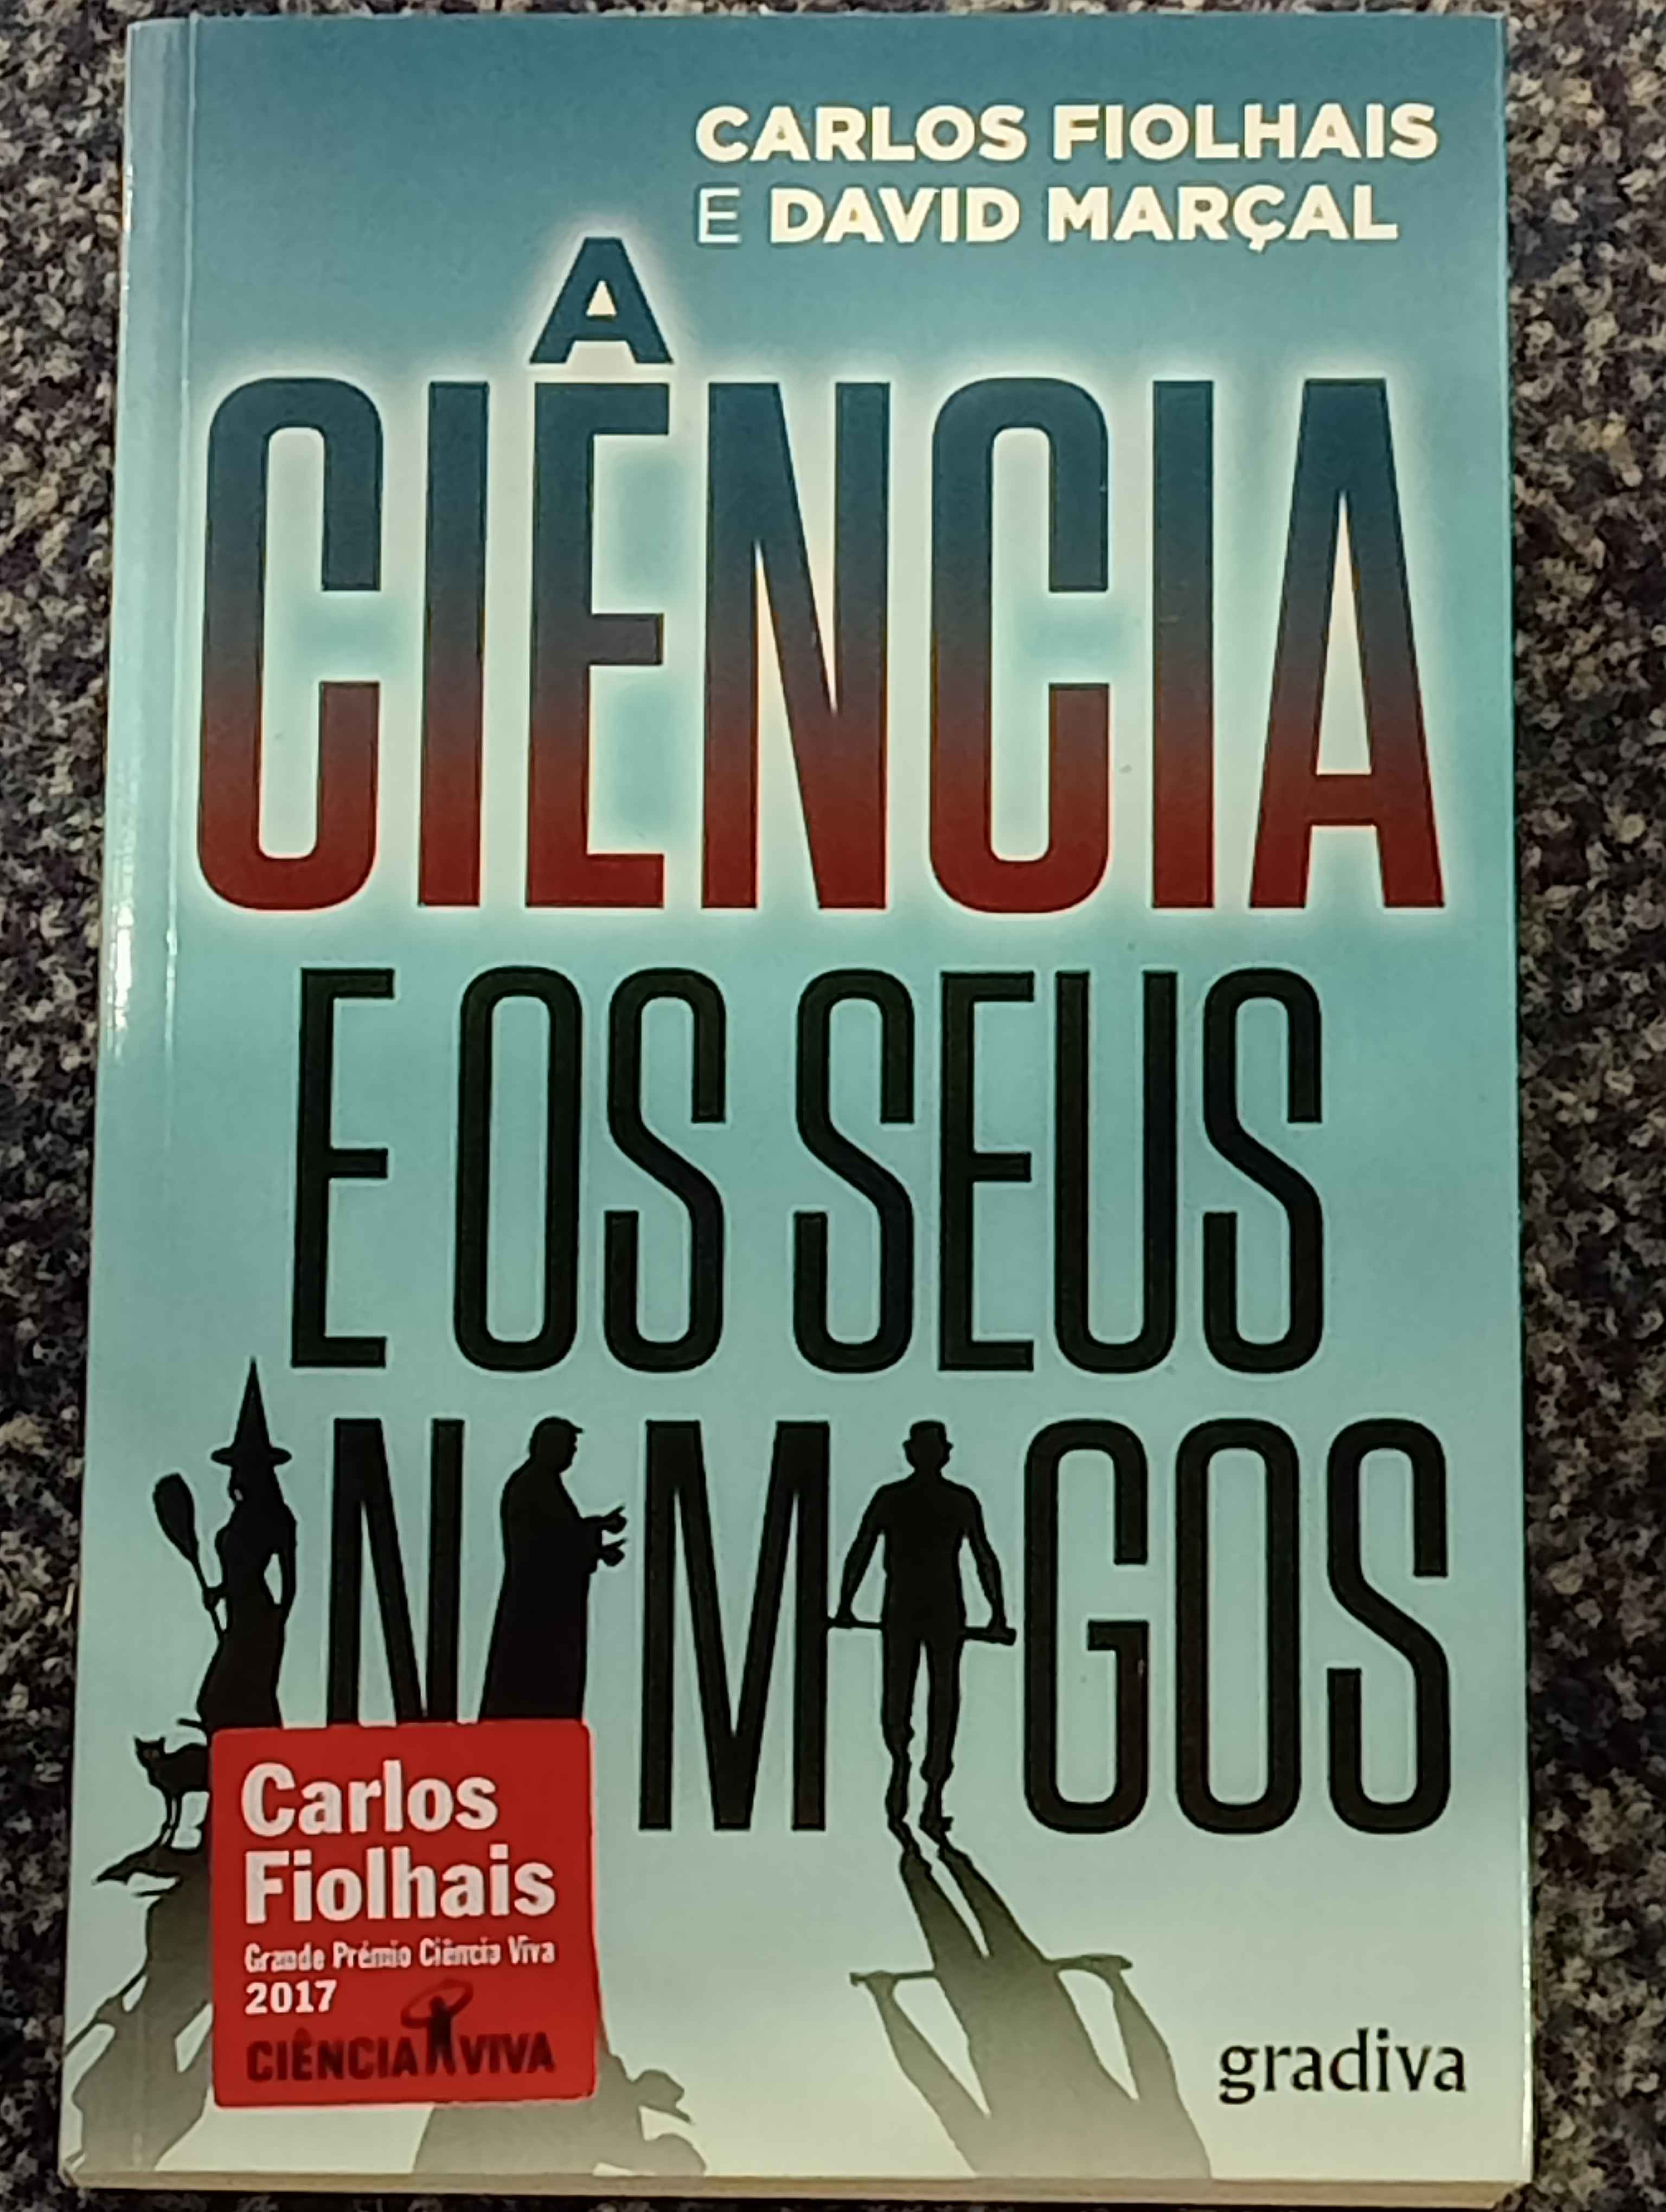 CARLOS FIOLHAIS
E DAVID MARÇAL
A
CIÊNCIA
E OS SEUS
INIMIGOS
Carlos
Fiolhais
Grande Prémio Ciência Viva
2017
CIÊNCIA VIVA
gradiva